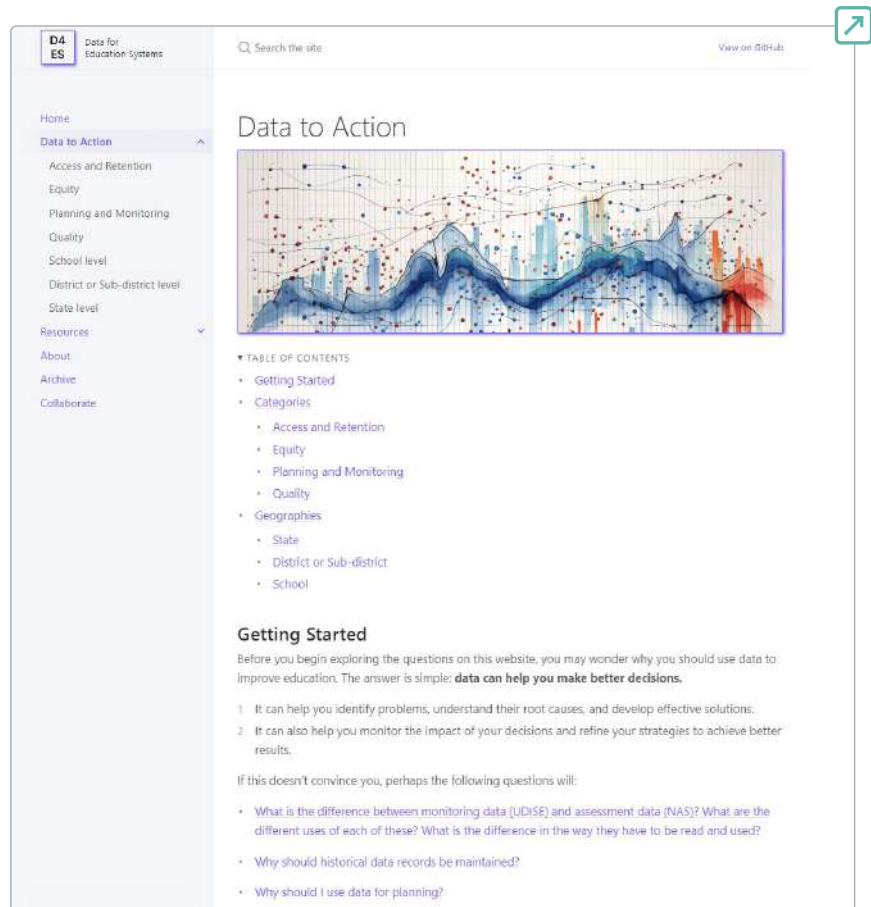 D4
ES
Data for
Education Systems
Search the site
View on GitHub
Home
Data to Action
Access and Retention
Equity
Planning and Monitoring
Quality
School level
District or Sub-district level
State level
Resources
About
Archive
Collaborate
Data to Action
▾ TABLE OF CONTENTS
• Getting Started
• Categories
• Access and Retention
• Equity
• Planning and Monitoring
• Quality
• Geographies
• State
• District or Sub-district
• School
Getting Started
Before you begin exploring the questions on this website, you may wonder why you should use data to
improve education. The answer is simple: data can help you make better decisions.
1 It can help you identify problems, understand their root causes, and develop effective solutions.
2 It can also help you monitor the impact of your decisions and refine your strategies to achieve better
results.
If this doesn't convince you, perhaps the following questions will:
• What is the difference between monitoring data (UDISE) and assessment data (NAS)? What are the
different uses of each of these? What is the difference in the way they have to be read and used?
• Why should historical data records be maintained?
• Why should I use data for planning?